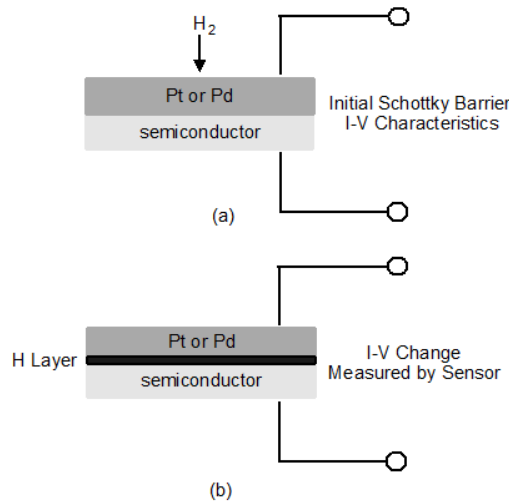 H2
Pt or Pd
semiconductor
Initial Schottky Barrier
I-V Characteristics
(a)
Pt or Pd
H Layer
semiconductor
I-V Change
Measured by Sensor
(b)